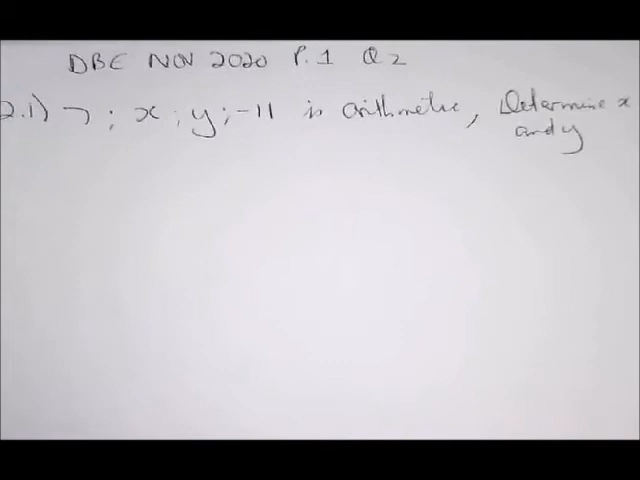 DBE NOV 2020 P.1 Q2
2.1) 7 ; x ; y ; -11 is arithmetic, Determine x
and y